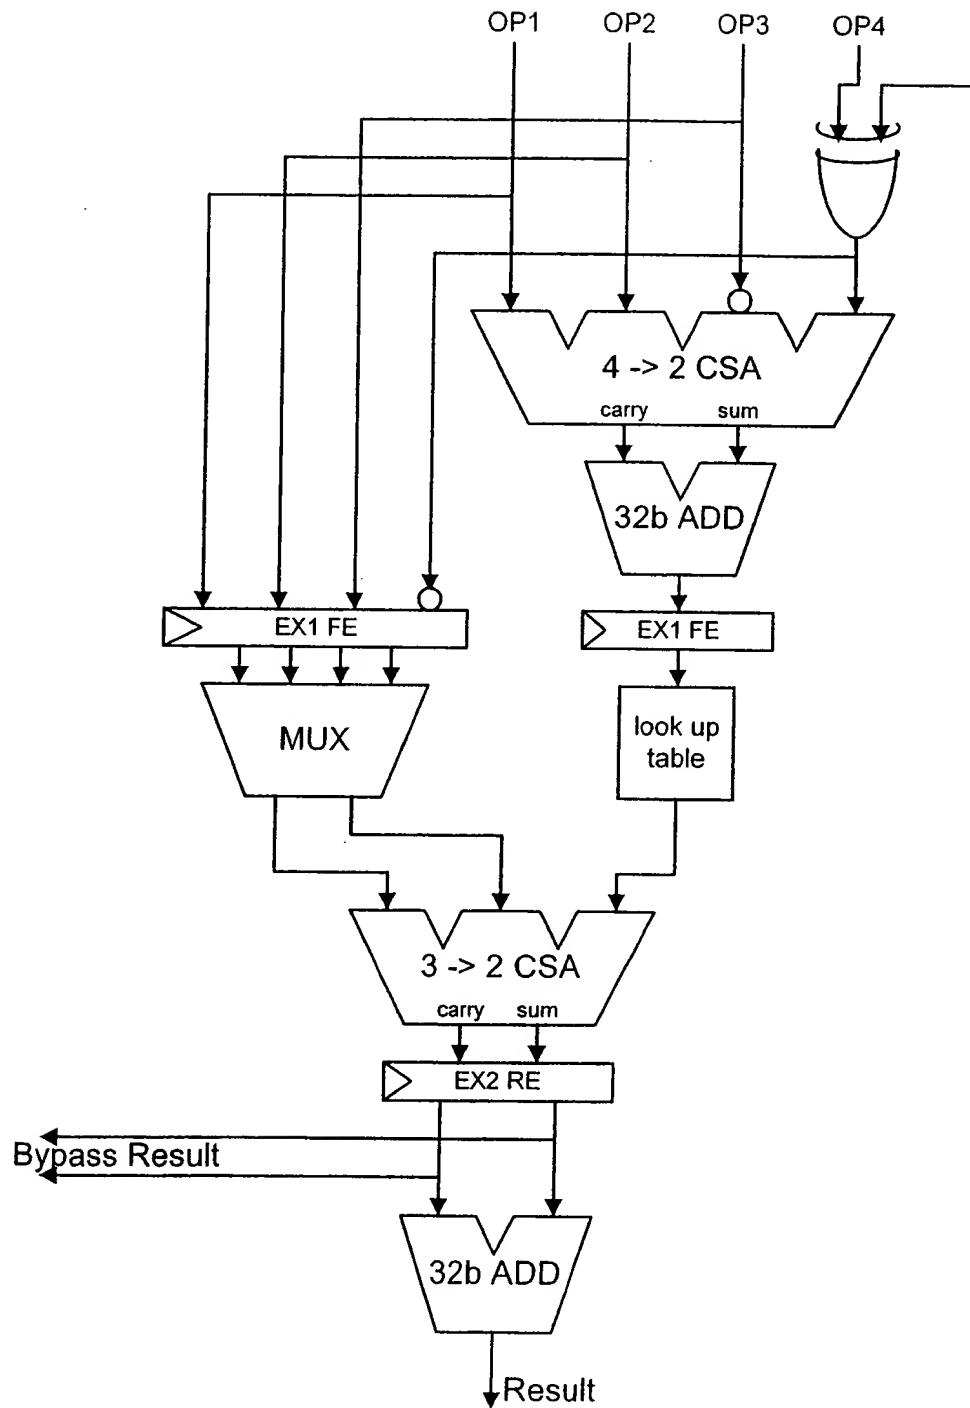 OP1 OP2 OP3 OP4
4 -> 2 CSA
carry sum
32b ADD
EX1 FE
EX1 FE
MUX
look up
table
3 -> 2 CSA
carry sum
EX2 RE
Bypass Result
32b ADD
Result